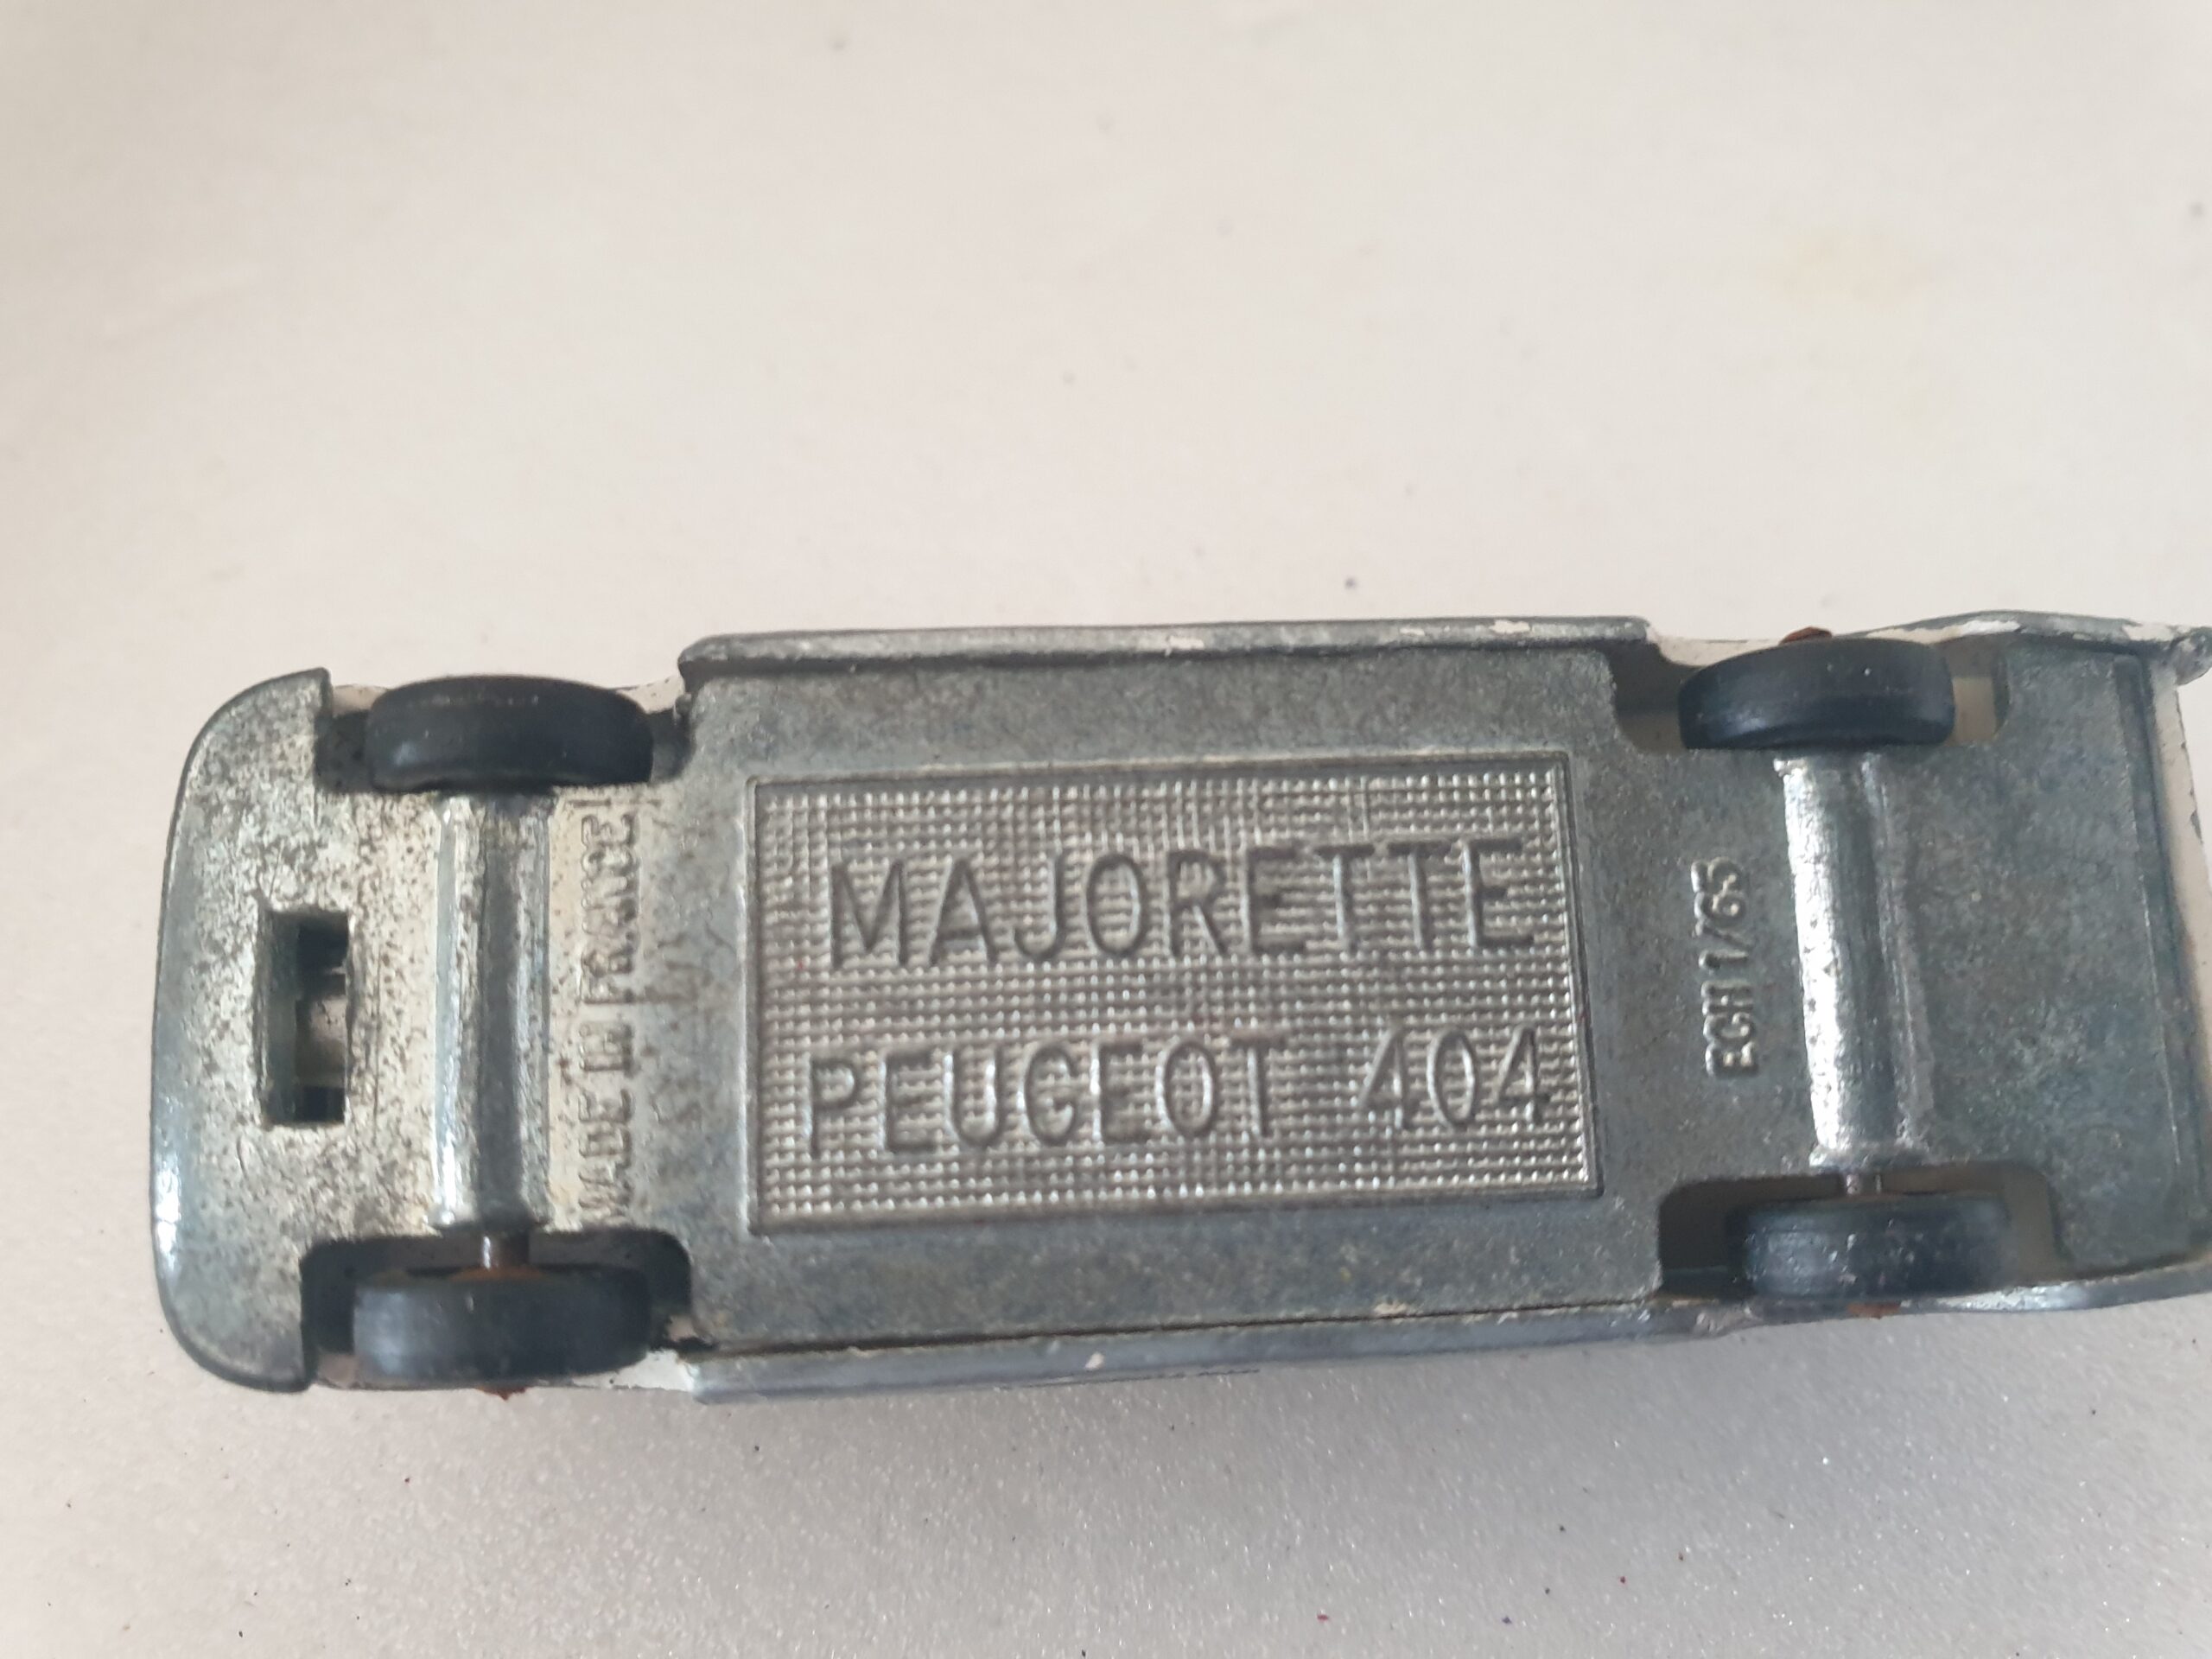 MAJORETTE
PEUGEOT 404
MADE IN FRANCE
ECH 1/65